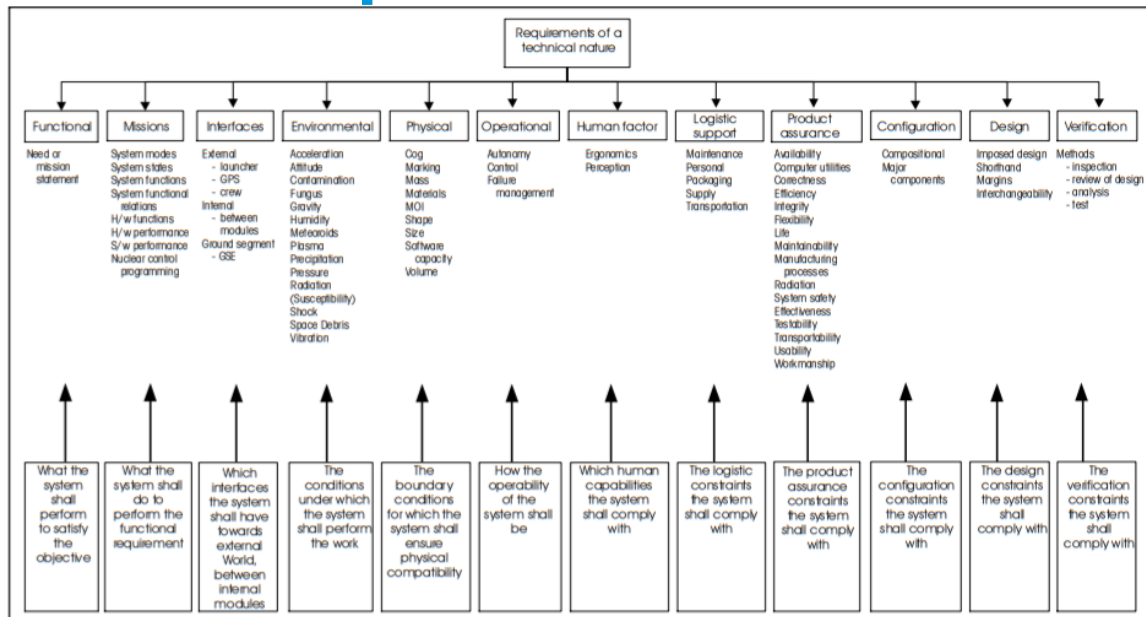 Requirements of a
technical nature
Functional
Missions
Interfaces
Environmental
Physical
Operational
Human factor
Logistic
support
Product
assurance
Configuration
Design
Verification
Need or
mission
statement
System modes
System states
System functions
System functional
relations
H/w functions
H/w performance
S/w performance
Nuclear control
programming
External
- launcher
- GPS
- crew
Internal
- between
modules
Ground segment
- GSE
Acceleration
Attitude
Contamination
Fungus
Gravity
Humidity
Meteoroids
Plasma
Precipitation
Pressure
Radiation
(Susceptibility)
Shock
Space Debris
Vibration
Cog
Marking
Mass
Materials
MOI
Shape
Size
Software
capacity
Volume
Autonomy
Control
Failure
management
Ergonomics
Perception
Maintenance
Personal
Packaging
Supply
Transportation
Availability
Computer utilities
Correctness
Efficiency
Integrity
Flexibility
Life
Maintainability
Manufacturing
processes
Radiation
System safety
Effectiveness
Testability
Transportability
Usability
Workmanship
Compositional
Major
components
Imposed design
Shorthand
Margins
Interchangeability
Methods
- inspection
- review of design
- analysis
- test
What the
system
shall
perform
to satisfy
the
objective
What the
system shall
do to
perform the
functional
requirement
Which
interfaces
the system
shall have
towards
external
World,
between
internal
modules
The
conditions
under which
the system
shall perform
the work
The
boundary
conditions
for which the
system shall
ensure
physical
compatibility
How the
operability
of the
system shall
be
Which human
capabilities
the system
shall comply
with
The logistic
constraints
the system
shall comply
with
The product
assurance
constraints
the system
shall comply
with
The
configuration
constraints
the system
shall comply
with
The design
constraints
the system
shall
comply with
The
verification
constraints
the system
shall
comply with